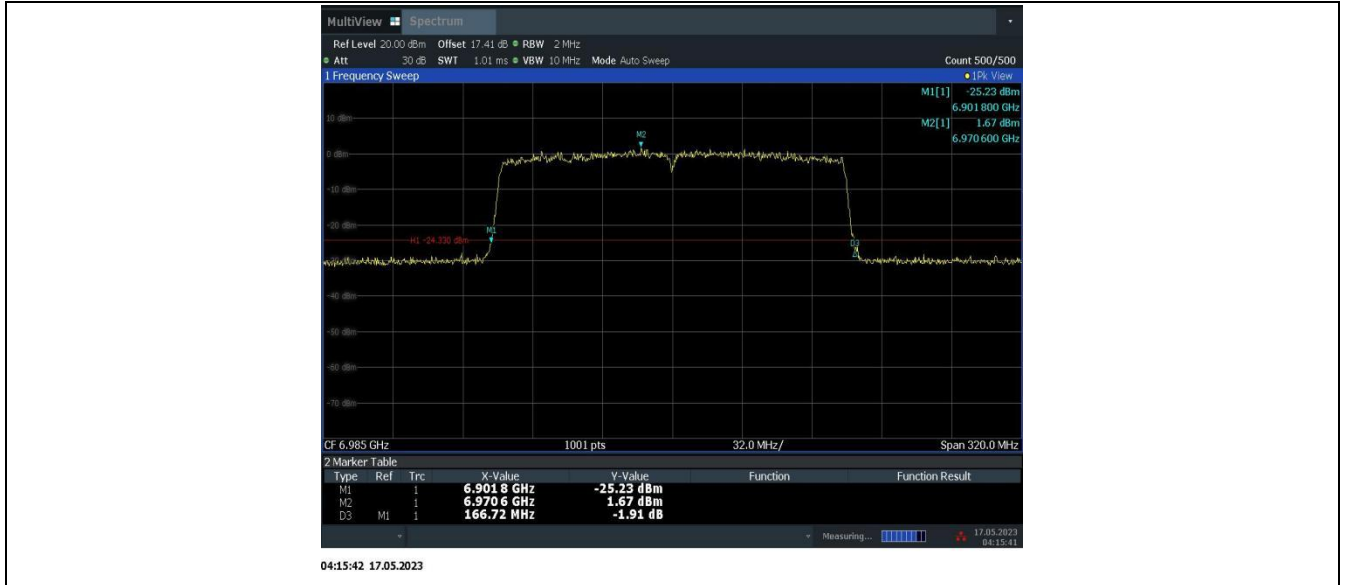 MultiView Spectrum
Ref Level 20.00 dBm Offset 17.41 dB RBW 2 MHz
Att 30 dB SWT 1.01 ms VBW 10 MHz Mode Auto Sweep Count 500/500
1 Frequency Sweep 1Pk View
M1[1] -25.23 dBm
6.901 800 GHz
10 dBm
M2[1] 1.67 dBm
M2
6.970 600 GHz
0 dBm
-10 dBm
-20 dBm
M1
H1 -24.330 dBm
D3
-40 dBm
-50 dBm
-60 dBm
-70 dBm
CF 6.985 GHz 1001 pts 32.0 MHz/ Span 320.0 MHz
2 Marker Table
Type Ref Trc X-Value Y-Value Function Function Result
M1 1 6.901 8 GHz -25.23 dBm
M2 1 6.970 6 GHz 1.67 dBm
D3 M1 1 166.72 MHz -1.91 dB
Measuring... 17.05.2023
04:15:41
04:15:42 17.05.2023